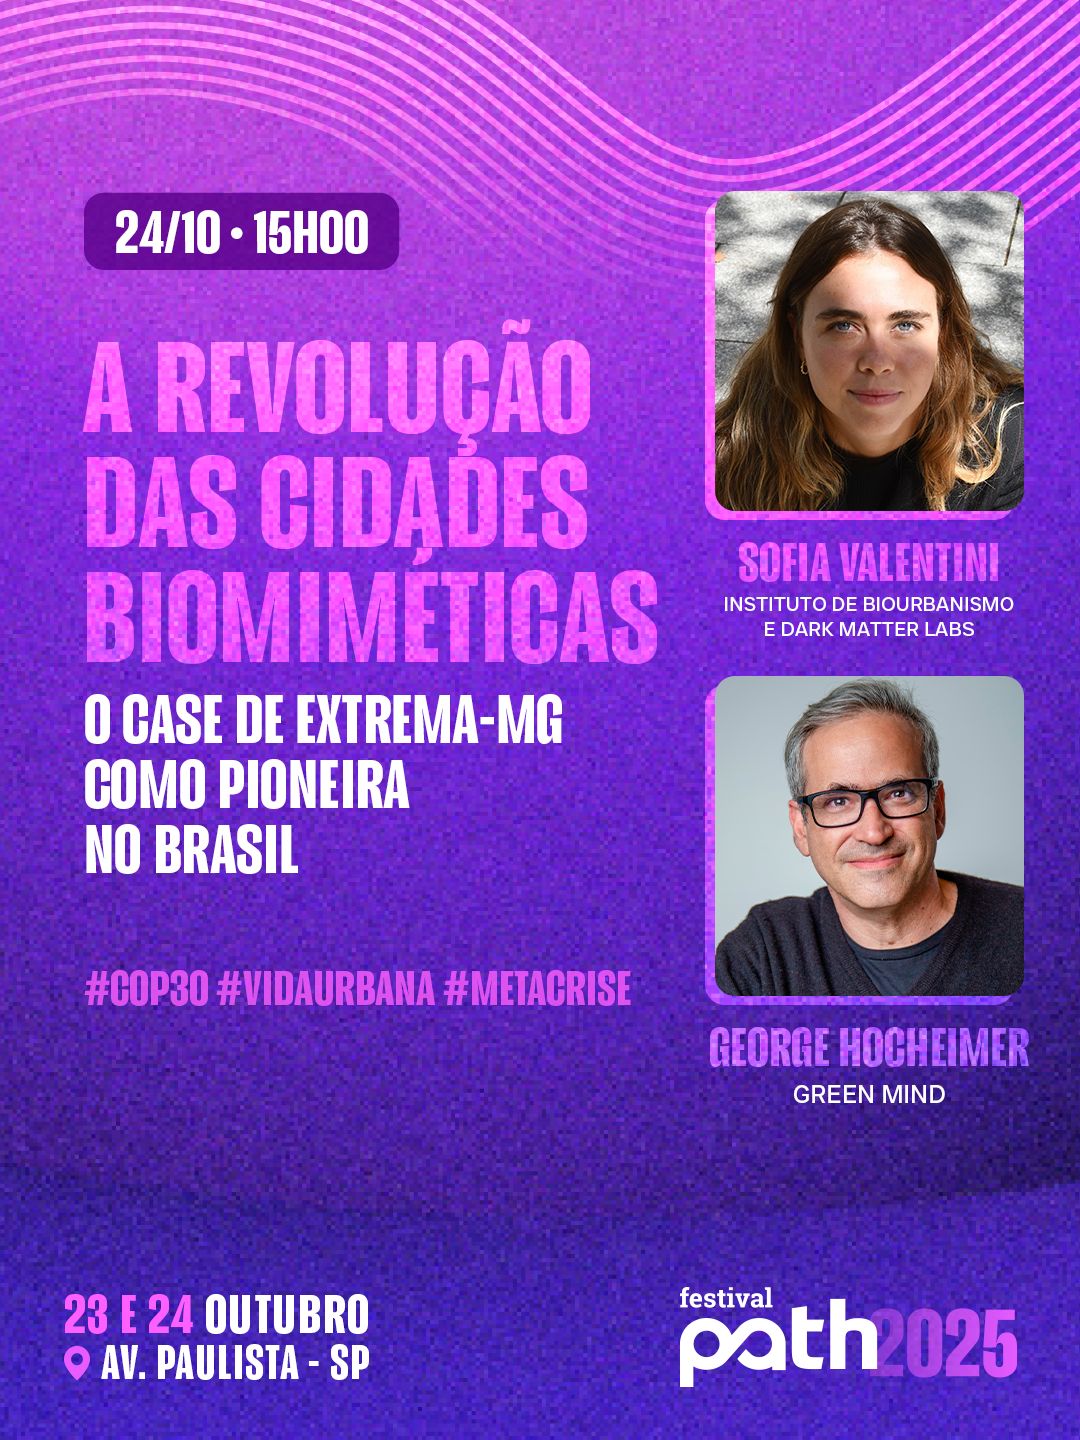 24/10 • 15H00
A REVOLUÇÃO
DAS CIDADES
BIOMIMÉTICAS
O CASE DE EXTREMA-MG
COMO PIONEIRA
NO BRASIL
#COP30 #VIDAURBANA #METACRISE
SOFIA VALENTINI
INSTITUTO DE BIOURBANISMO
E DARK MATTER LABS
GEORGE HOCHEIMER
GREEN MIND
23 E 24 OUTUBRO
AV. PAULISTA - SP
festival
path2025